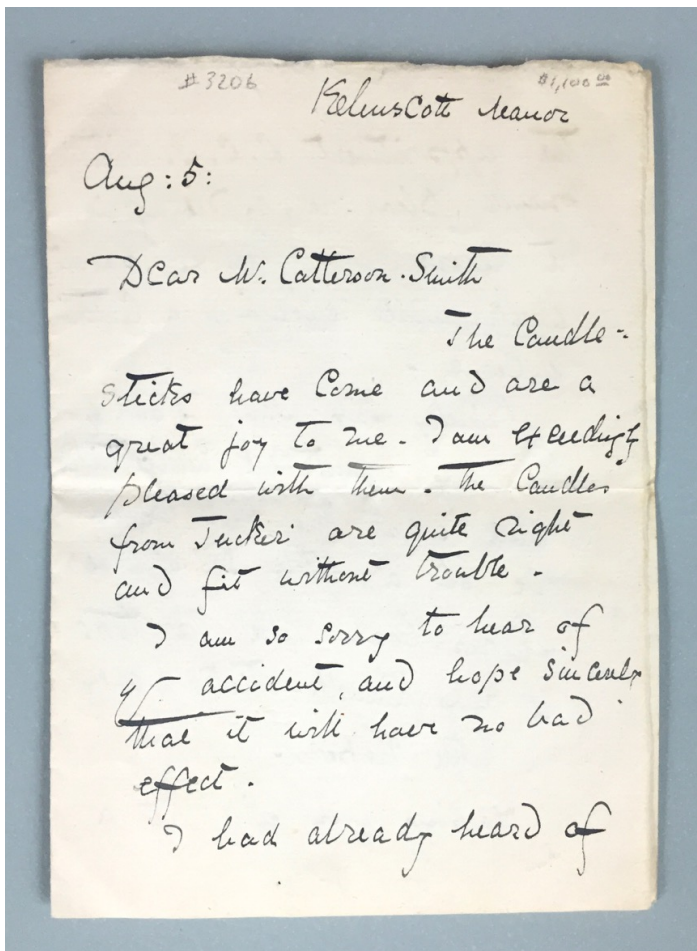 #3206
$1,100.00
Kelmscott Manor
Aug: 5:
Dear Mr. Catterson-Smith
The Candle-
sticks have come and are a
great joy to me. I am exceedingly
pleased with them. The Candles
from Tucker are quite right
and fit without trouble.
I am so sorry to hear of
yr accident, and hope sincerely
that it will have no bad
effect.
I had already heard of